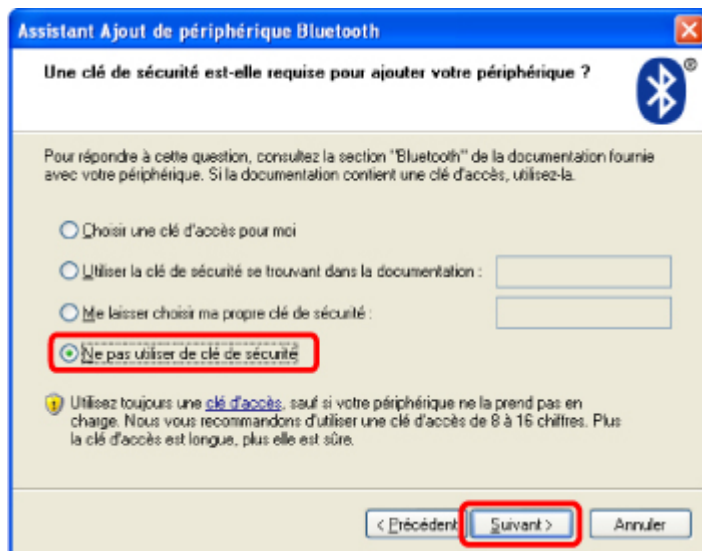 Assistant Ajout de périphérique Bluetooth
Une clé de sécurité est-elle requise pour ajouter votre périphérique ?
Pour répondre à cette question, consultez la section "Bluetooth" de la documentation fournie
avec votre périphérique. Si la documentation contient une clé d'accès, utilisez-la.
Choisir une clé d'accès pour moi
Utiliser la clé de sécurité se trouvant dans la documentation :
Me laisser choisir ma propre clé de sécurité :
Ne pas utiliser de clé de sécurité
Utilisez toujours une clé d'accès, sauf si votre périphérique ne la prend pas en
charge. Nous vous recommandons d'utiliser une clé d'accès de 8 à 16 chiffres. Plus
la clé d'accès est longue, plus elle est sûre.
< Précédent Suivant > Annuler